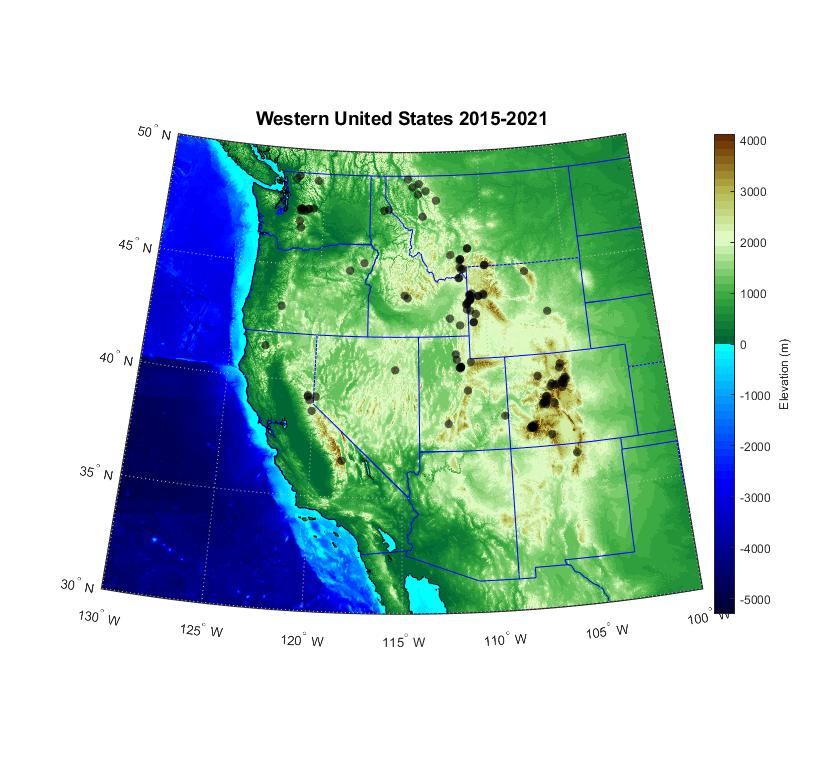 Western United States 2015-2021
50° N
45° N
40° N
35° N
30° N
130° W
125° W
120° W
115° W
110° W
105° W
100° W
4000
3000
2000
1000
0
-1000
-2000
-3000
-4000
-5000
Elevation (m)